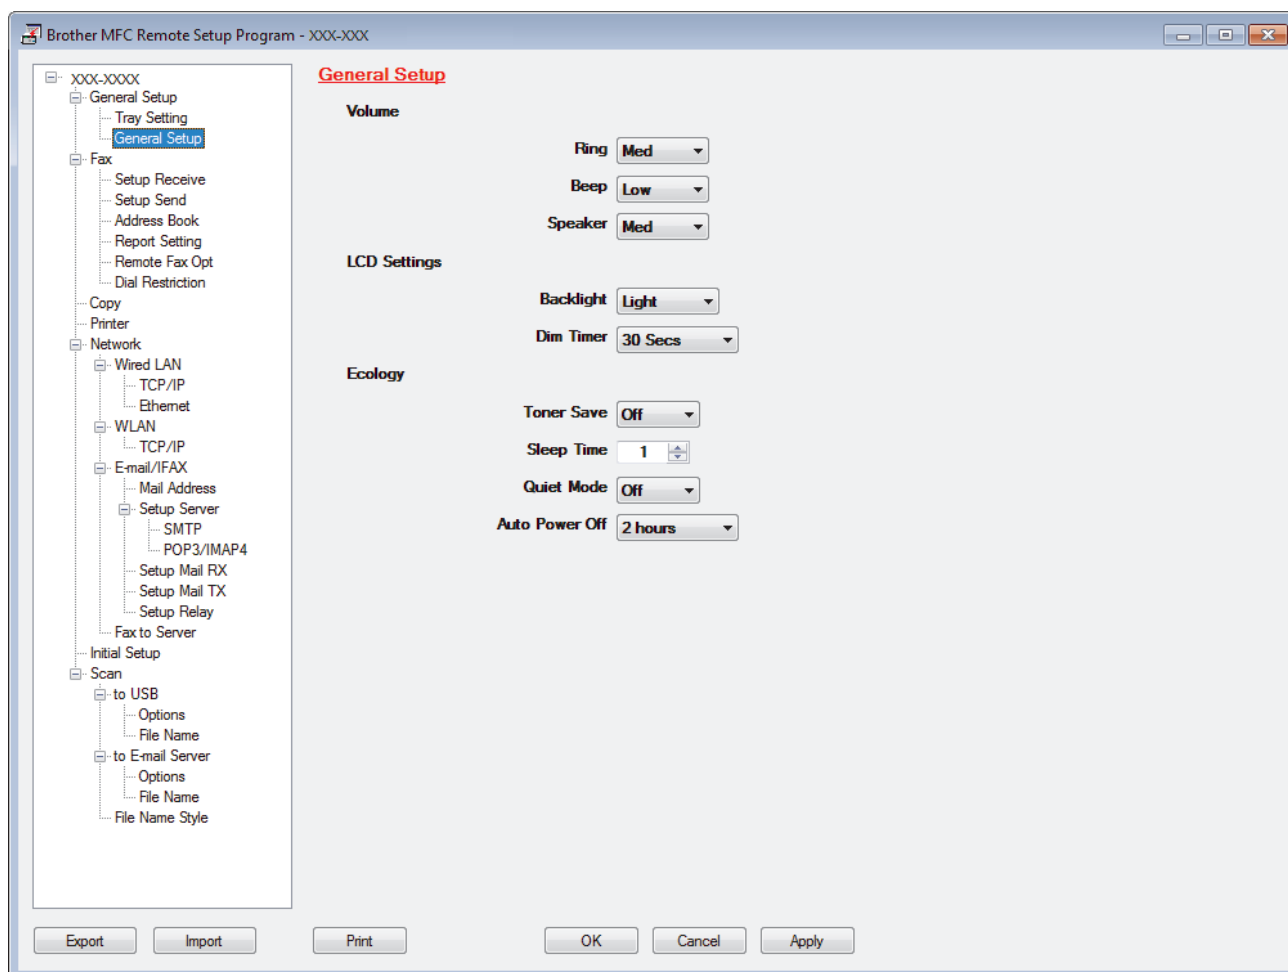 Brother MFC Remote Setup Program - XXX-XXX
XXX-XXXX
General Setup
Tray Setting
General Setup
Fax
Setup Receive
Setup Send
Address Book
Report Setting
Remote Fax Opt
Dial Restriction
Copy
Printer
Network
Wired LAN
TCP/IP
Ethernet
WLAN
TCP/IP
E-mail/IFAX
Mail Address
Setup Server
SMTP
POP3/IMAP4
Setup Mail RX
Setup Mail TX
Setup Relay
Fax to Server
Initial Setup
Scan
to USB
Options
File Name
to E-mail Server
Options
File Name
File Name Style
General Setup
Volume
Ring Med
Beep Low
Speaker Med
LCD Settings
Backlight Light
Dim Timer 30 Secs
Ecology
Toner Save Off
Sleep Time 1
Quiet Mode Off
Auto Power Off 2 hours
Export Import Print OK Cancel Apply